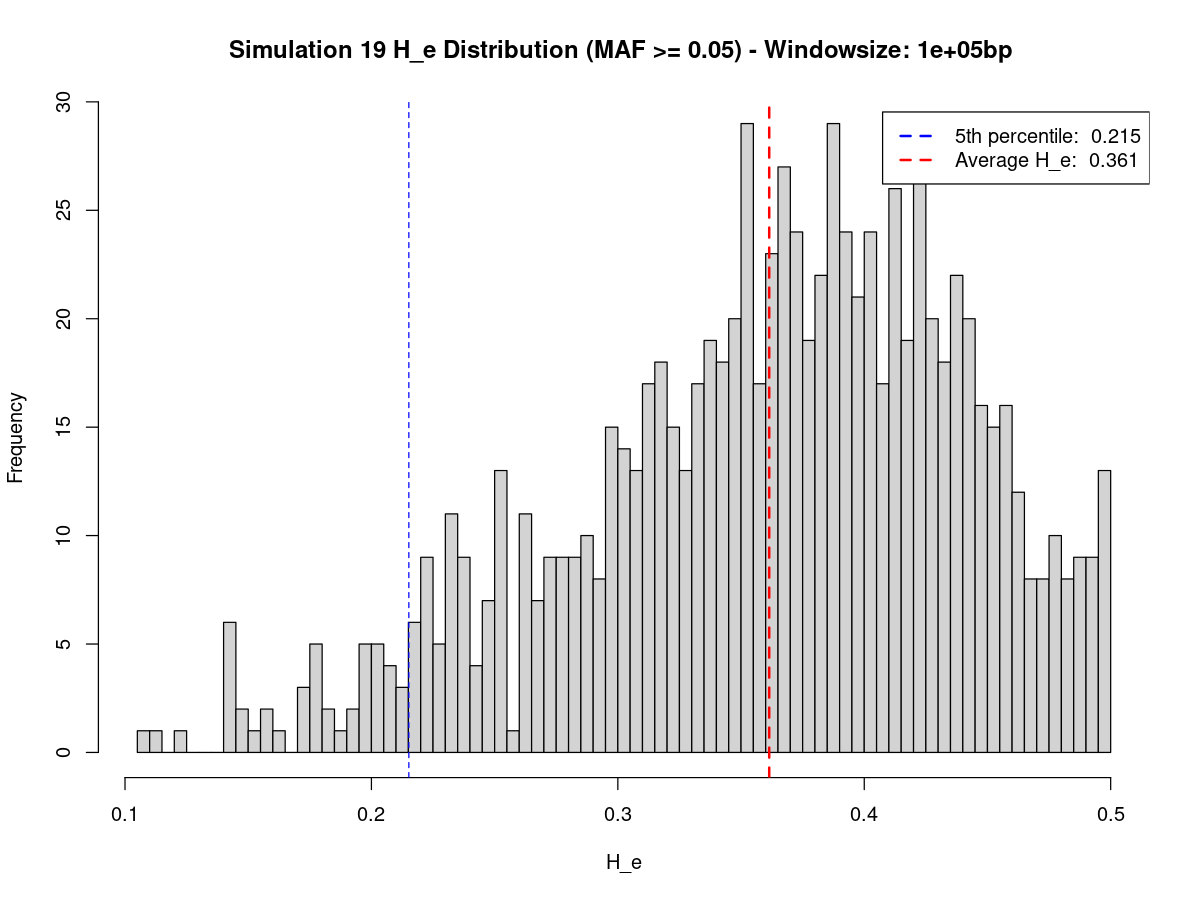 Simulation 19 H_e Distribution (MAF >= 0.05) - Windowsize: 1e+05bp
5th percentile: 0.215
Average H_e: 0.361
Frequency
30
25
20
15
10
5
0
0.1 0.2 0.3 0.4 0.5
H_e